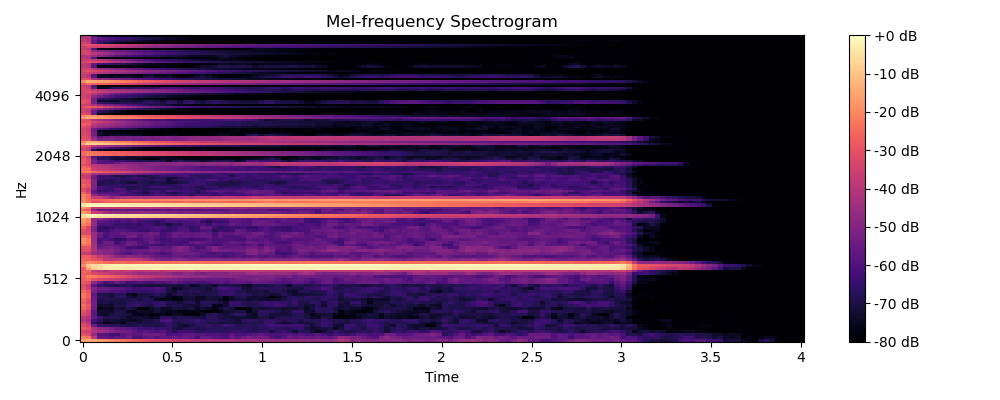 Mel-frequency Spectrogram
Hz
4096
2048
1024
512
0
0
0.5
1
1.5
2
2.5
3
3.5
4
Time
+0 dB
-10 dB
-20 dB
-30 dB
-40 dB
-50 dB
-60 dB
-70 dB
-80 dB